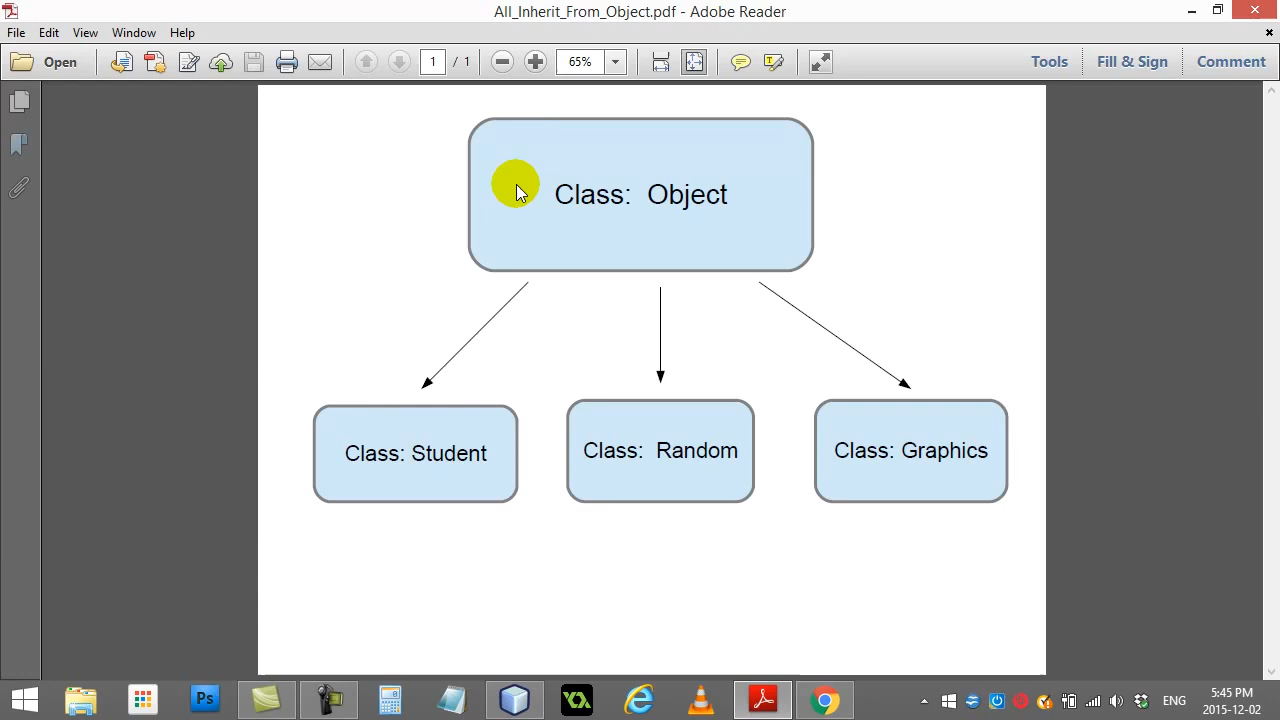 All_Inherit_From_Object.pdf - Adobe Reader
File Edit View Window Help
Open 1 / 1 65% Tools Fill & Sign Comment
Class: Object
Class: Student
Class: Random
Class: Graphics
Ps
ENG
5:45 PM
2015-12-02